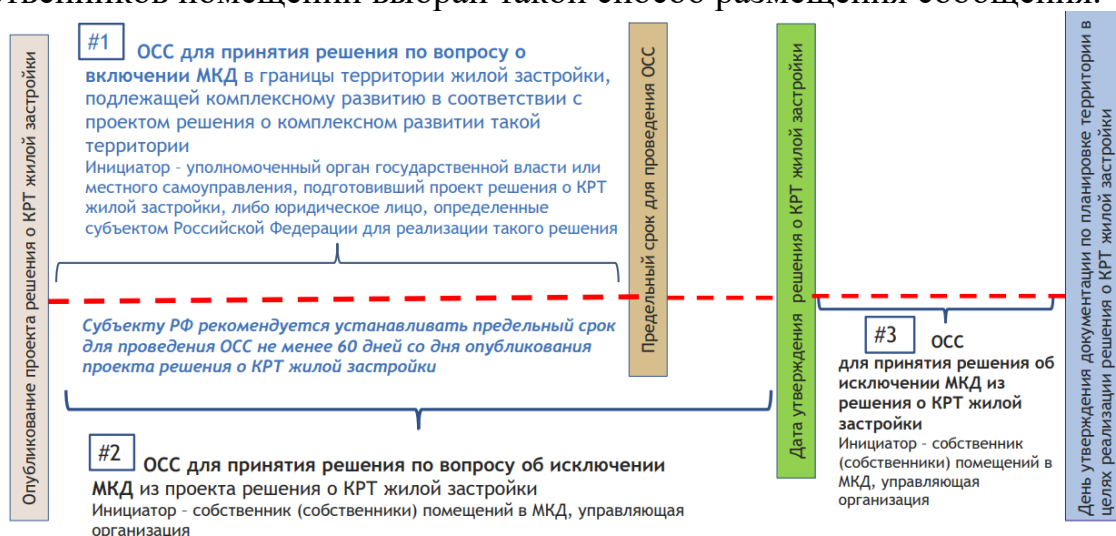 ственников помещений выбран такой способ размещения сообщения.
Опубликование проекта решения о КРТ жилой застройки
#1
ОСС для принятия решения по вопросу о
включении МКД в границы территории жилой застройки,
подлежащей комплексному развитию в соответствии с
проектом решения о комплексном развитии такой
территории
Инициатор - уполномоченный орган государственной власти или
местного самоуправления, подготовивший проект решения о КРТ
жилой застройки, либо юридическое лицо, определенные
субъектом Российской Федерации для реализации такого решения
Субъекту РФ рекомендуется устанавливать предельный срок
для проведения ОСС не менее 60 дней со дня опубликования
проекта решения о КРТ жилой застройки
#2
ОСС для принятия решения по вопросу об исключении
МКД из проекта решения о КРТ жилой застройки
Инициатор - собственник (собственники) помещений в МКД, управляющая
организация
Предельный срок для проведения ОСС
Дата утверждения решения о КРТ жилой застройки
#3
ОСС
для принятия решения об
исключении МКД из
решения о КРТ жилой
застройки
Инициатор - собственник
(собственники) помещений в
МКД, управляющая
организация
День утверждения документации по планировке территории в
целях реализации решения о КРТ жилой застройки